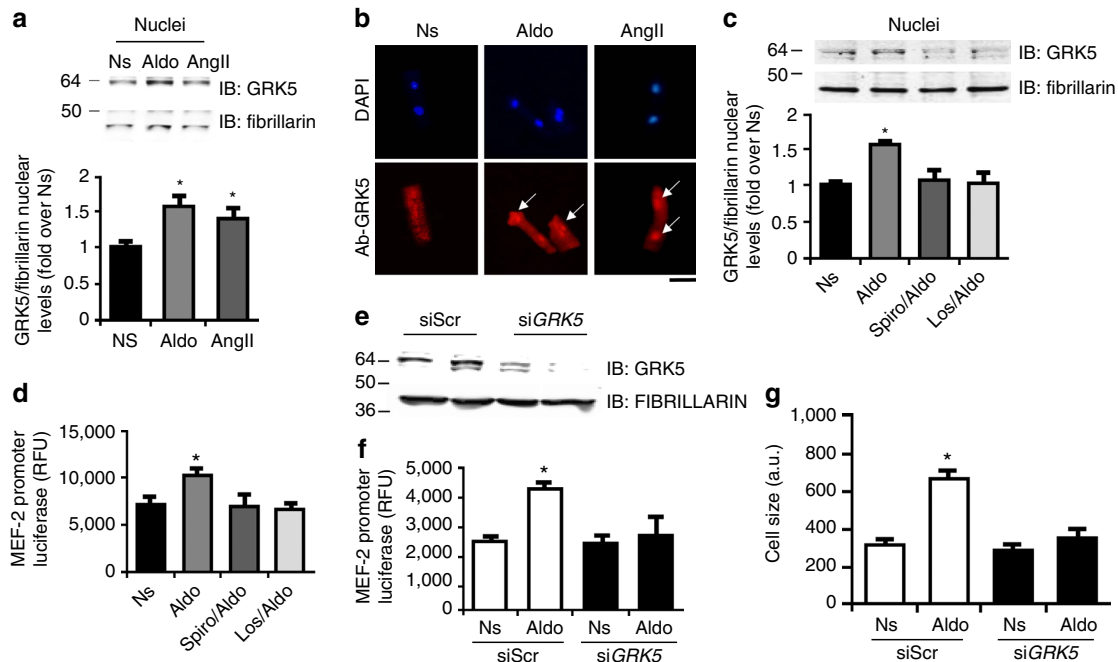 a
Nuclei
Ns Aldo AngII
64
IB: GRK5
50
IB: fibrillarin
GRK5/fibrillarin nuclear
levels (fold over Ns)
2
*
*
1.5
1
0.5
0
NS Aldo AngII
b
Ns Aldo AngII
DAPI
Ab-GRK5
c
Nuclei
64
IB: GRK5
50
IB: fibrillarin
GRK5/fibrillarin nuclear
levels (fold over Ns)
2
*
1.5
1
0.5
0
Ns Aldo Spiro/Aldo Los/Aldo
d
MEF-2 promoter
luciferase (RFU)
15,000
*
10,000
5,000
0
Ns Aldo Spiro/Aldo Los/Aldo
e
siScr siGRK5
64
IB: GRK5
50
IB: FIBRILLARIN
36
f
MEF-2 promoter
luciferase (RFU)
5,000
*
4,000
3,000
2,000
1,000
0
Ns Aldo Ns Aldo
siScr siGRK5
g
Cell size (a.u.)
1,000
800
*
600
400
200
0
Ns Aldo Ns Aldo
siScr siGRK5